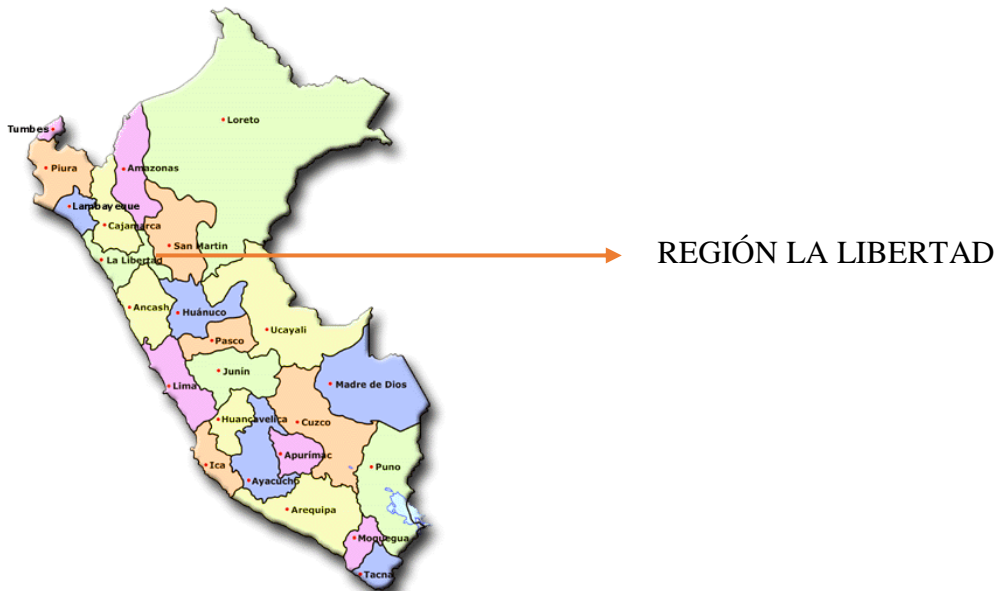 Loreto
Tumbes
Piura
Amazonas
Lambayeque
Cajamarca
San Martín
La Libertad
REGIÓN LA LIBERTAD
Ancash
Huánuco
Ucayali
Pasco
Junín
Lima
Madre de Dios
Huancavelica
Cuzco
Apurímac
Ica
Puno
Ayacucho
Arequipa
Moquegua
Tacna